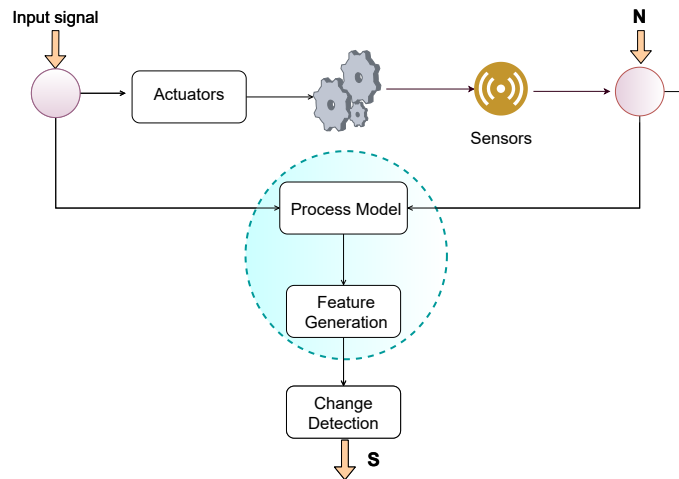 Input signal
N
Actuators
Sensors
Process Model
Feature
Generation
Change
Detection
S